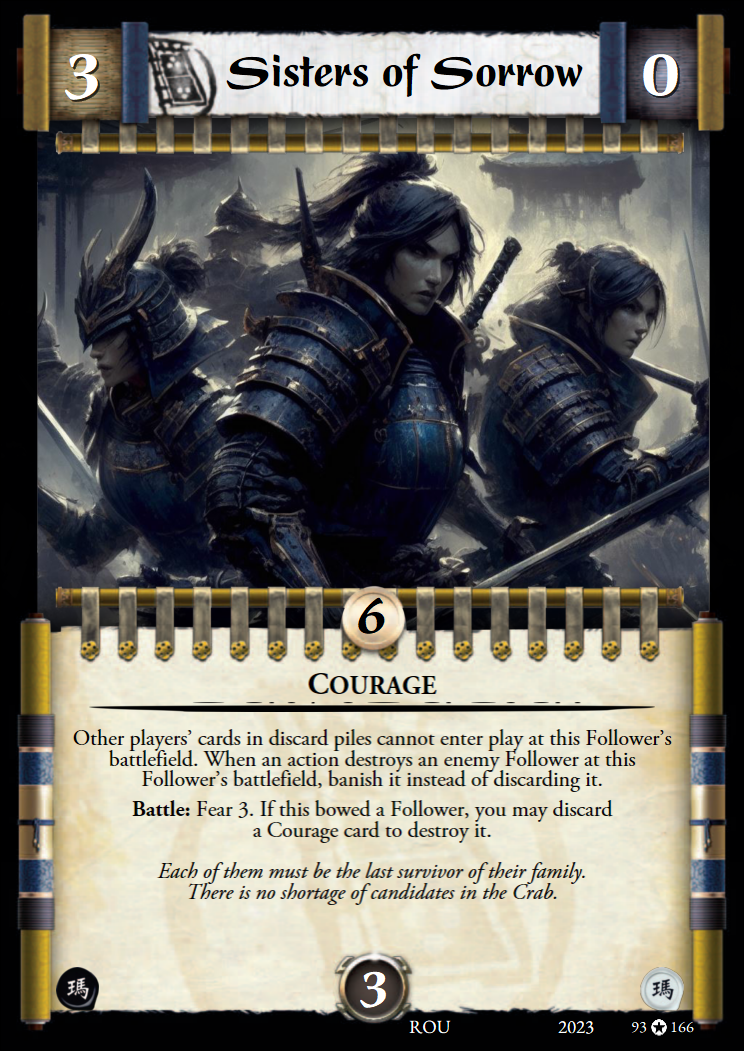 3 Sisters of Sorrow 0
6
Courage
Other players’ cards in discard piles cannot enter play at this Follower’s
battlefield. When an action destroys an enemy Follower at this
Follower’s battlefield, banish it instead of discarding it.
Battle: Fear 3. If this bowed a Follower, you may discard
a Courage card to destroy it.
Each of them must be the last survivor of their family.
There is no shortage of candidates in the Crab.
瑪 3 瑪
ROU 2023 93 166